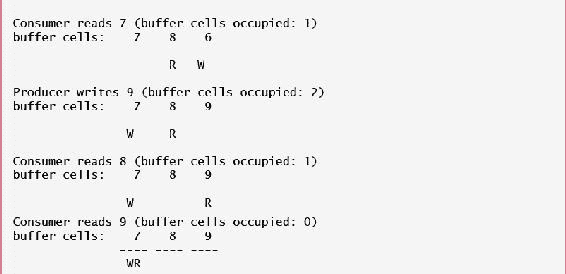 Consumer reads 7 (buffer cells occupied: 1)
buffer cells:    7    8    6
R   W
Producer writes 9 (buffer cells occupied: 2)
buffer cells:    7    8    9
W    R
Consumer reads 8 (buffer cells occupied: 1)
buffer cells:    7    8    9
W         R
Consumer reads 9 (buffer cells occupied: 0)
buffer cells:    7    8    9
---- ---- ----
WR